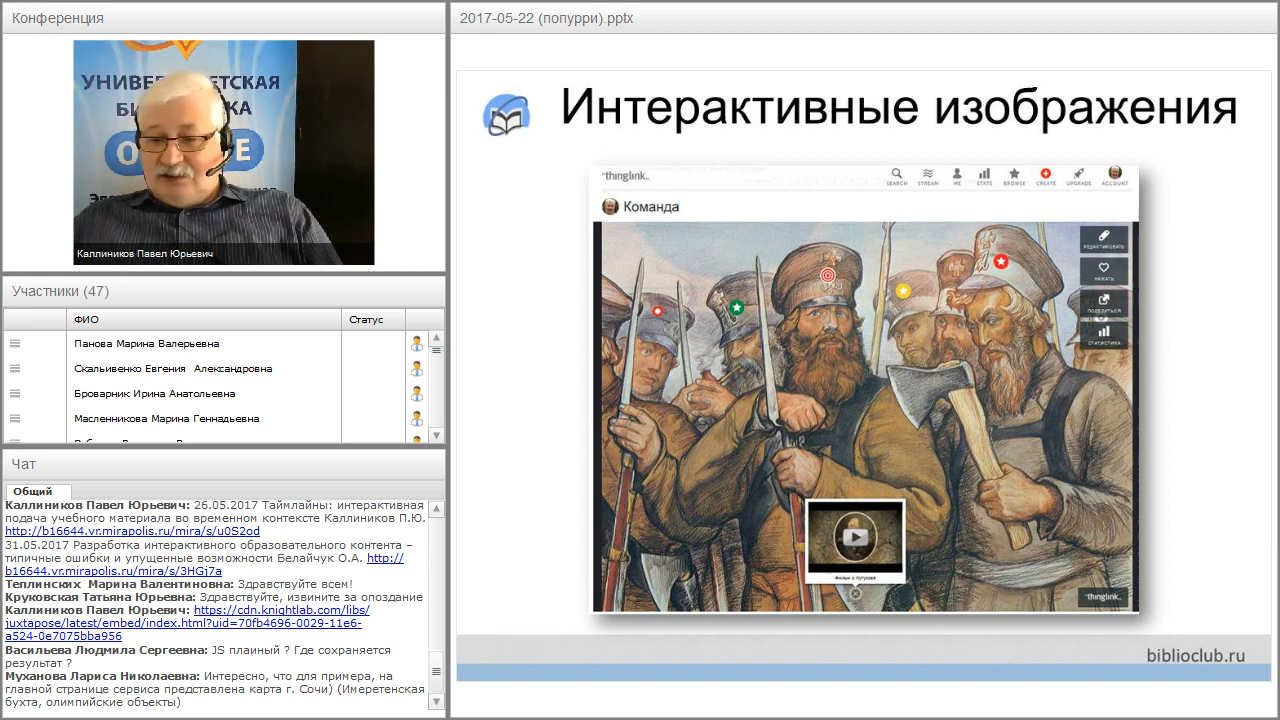 Конференция
УНИВЕРСИТЕТСКАЯ
Каллиников Павел Юрьевич
Участники (47)
ФИО Статус
Панова Марина Валерьевна
Скальивенко Евгения Александровна
Броварник Ирина Анатольевна
Масленникова Марина Геннадьевна
Чат
Общий
Каллиников Павел Юрьевич: 26.05.2017 Таймлайны: интерактивная
подача учебного материала во временном контексте Каллиников П.Ю.
http://b16644.vr.mirapolis.ru/mira/s/u0S2od
31.05.2017 Разработка интерактивного образовательного контента –
типичные ошибки и упущенные возможности Белайчук О.А. http://
b16644.vr.mirapolis.ru/mira/s/3HGj7a
Теплинских Марина Валентиновна: Здравствуйте всем!
Круковская Татьяна Юрьевна: Здравствуйте, извините за опоздание
Каллиников Павел Юрьевич: https://cdn.knightlab.com/libs/
juxtapose/latest/embed/index.html?uid=70fb4696-0029-11e6-
a524-0e7075bba956
Васильева Людмила Сергеевна: JS плаиный ? Где сохраняется
результат ?
Муханова Лариса Николаевна: Интересно, что для примера, на
главной странице сервиса представлена карта г. Сочи) (Имеретенская
бухта, олимпийские объекты)
2017-05-22 (попурри).pptx
Интерактивные изображения
thinglink..
SEARCH STREAM ME STATS BROWSE CREATE UPGRADE ACCOUNT
Команда
РЕДАКТИРОВАТЬ
НАЖАТЬ
ПОДЕЛИТЬСЯ
СТАТИСТИКА
Фильм о Кутузове
thinglink..
biblioclub.ru